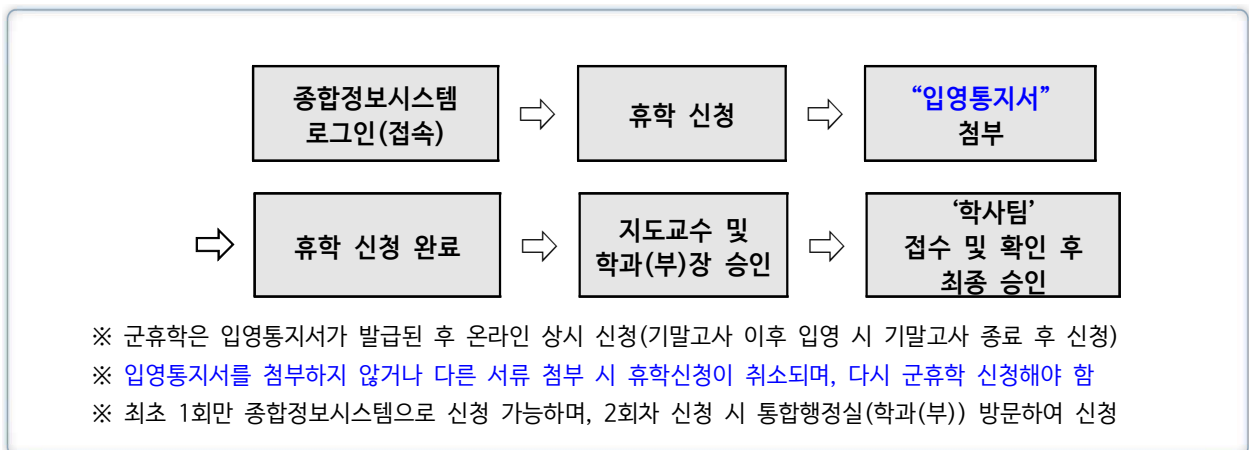 종합정보시스템
로그인(접속)
⇨
휴학 신청
⇨
“입영통지서”
첨부
⇨
휴학 신청 완료
⇨
지도교수 및
학과(부)장 승인
⇨
‘학사팀’
접수 및 확인 후
최종 승인
※ 군휴학은 입영통지서가 발급된 후 온라인 상시 신청(기말고사 이후 입영 시 기말고사 종료 후 신청)
※ 입영통지서를 첨부하지 않거나 다른 서류 첨부 시 휴학신청이 취소되며, 다시 군휴학 신청해야 함
※ 최초 1회만 종합정보시스템으로 신청 가능하며, 2회차 신청 시 통합행정실(학과(부)) 방문하여 신청